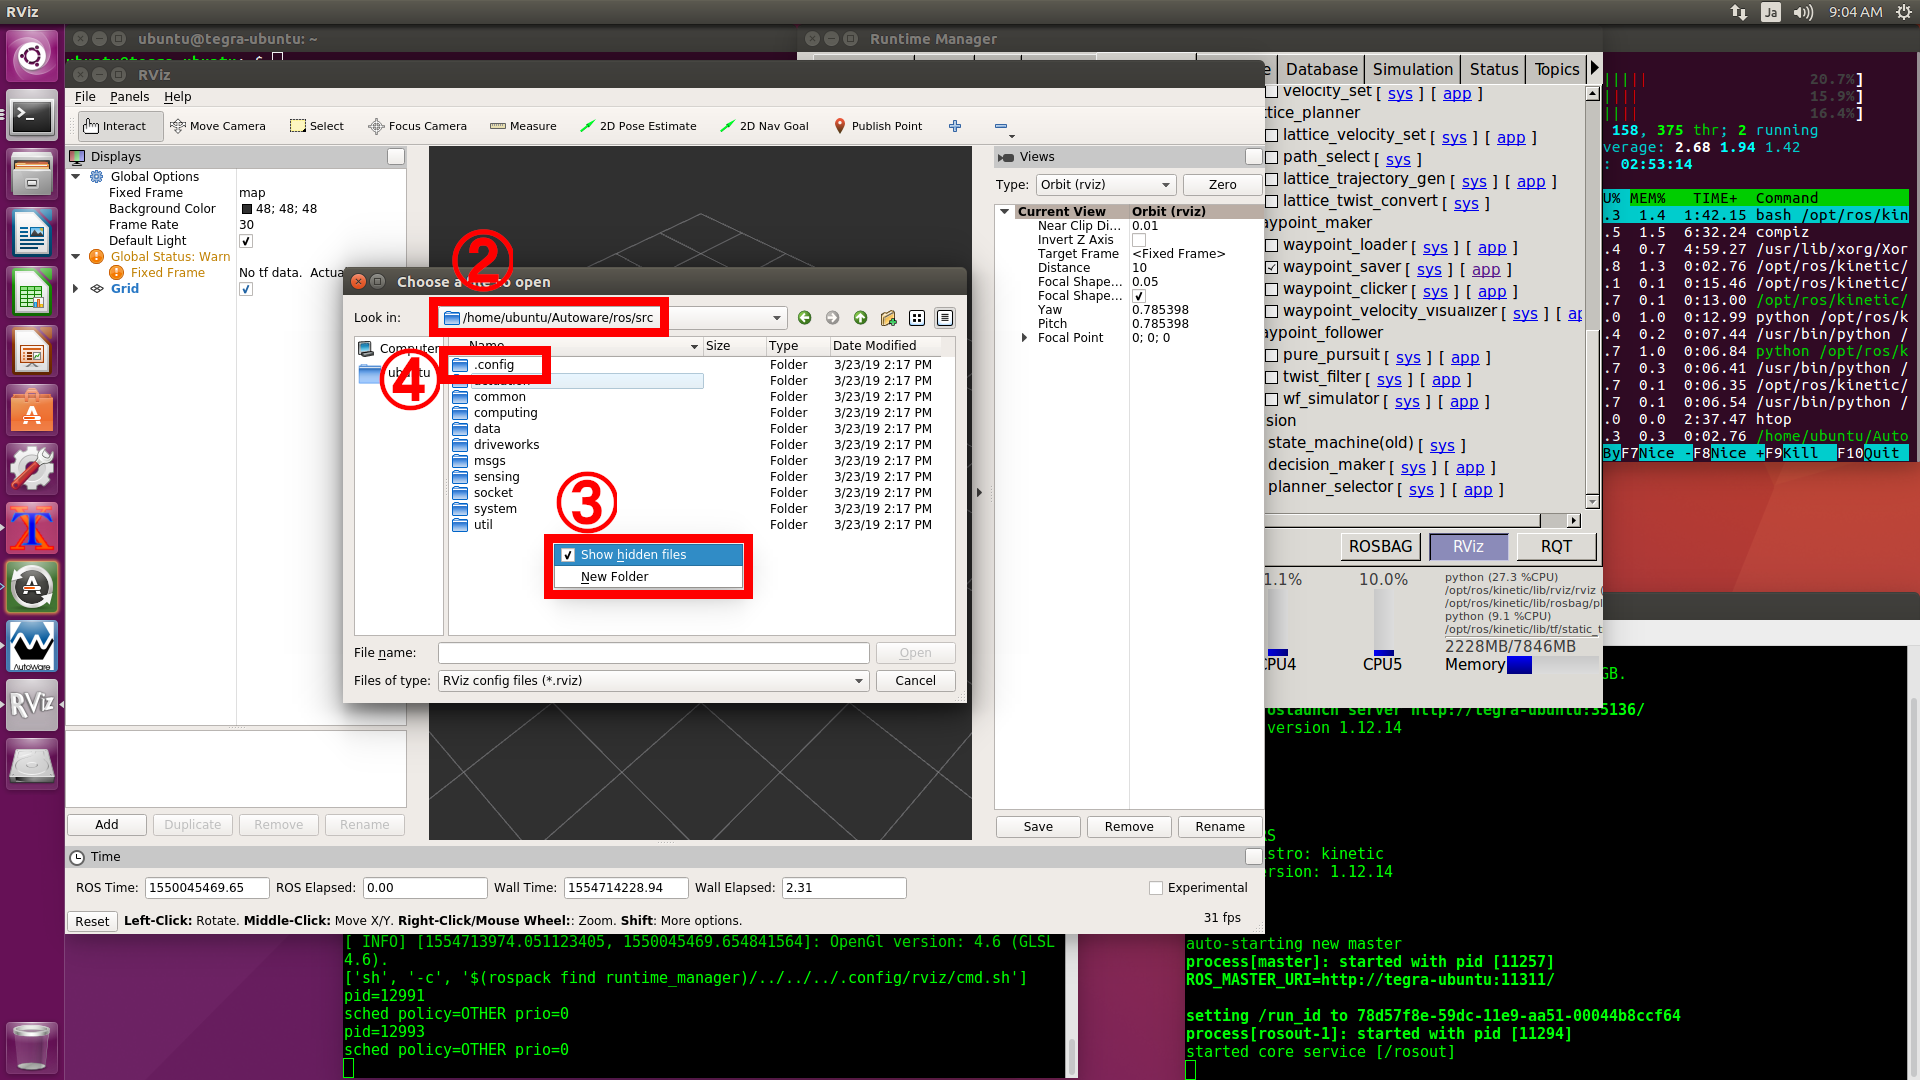 RViz
Ja
9:04 AM
ubuntu@tegra-ubuntu: ~
Runtime Manager
RViz
File Panels Help
Interact Move Camera Select Focus Camera Measure 2D Pose Estimate 2D Nav Goal Publish Point
Displays
Global Options
Fixed Frame map
Background Color 48; 48; 48
Frame Rate 30
Default Light
Global Status: Warn
Fixed Frame No tf data. Actua
Grid
Add Duplicate Remove Rename
②
Choose a file to open
Look in: /home/ubuntu/Autoware/ros/src
Computer
ubuntu
④
Name Size Type Date Modified
.config Folder 3/23/19 2:17 PM
actuation Folder 3/23/19 2:17 PM
common Folder 3/23/19 2:17 PM
computing Folder 3/23/19 2:17 PM
data Folder 3/23/19 2:17 PM
driveworks Folder 3/23/19 2:17 PM
msgs Folder 3/23/19 2:17 PM
sensing Folder 3/23/19 2:17 PM
socket Folder 3/23/19 2:17 PM
system Folder 3/23/19 2:17 PM
util Folder 3/23/19 2:17 PM
③
Show hidden files
New Folder
File name: Open
Files of type: RViz config files (*.rviz) Cancel
Views
Type: Orbit (rviz) Zero
Current View Orbit (rviz)
Near Clip Di... 0.01
Invert Z Axis
Target Frame <Fixed Frame>
Distance 10
Focal Shape... 0.05
Focal Shape...
Yaw 0.785398
Pitch 0.785398
Focal Point 0; 0; 0
Save Remove Rename
Time
ROS Time: 1550045469.65 ROS Elapsed: 0.00 Wall Time: 1554714228.94 Wall Elapsed: 2.31 Experimental
Reset Left-Click: Rotate. Middle-Click: Move X/Y. Right-Click/Mouse Wheel:: Zoom. Shift: More options. 31 fps
e Database Simulation Status Topics
velocity_set [ sys ] [ app ]
ttice_planner
lattice_velocity_set [ sys ] [ app ]
path_select [ sys ]
lattice_trajectory_gen [ sys ] [ app ]
lattice_twist_convert [ sys ]
aypoint_maker
waypoint_loader [ sys ] [ app ]
waypoint_saver [ sys ] [ app ]
waypoint_clicker [ sys ] [ app ]
waypoint_velocity_visualizer [ sys ] [ ap
aypoint_follower
pure_pursuit [ sys ] [ app ]
twist_filter [ sys ] [ app ]
wf_simulator [ sys ] [ app ]
sion
state_machine(old) [ sys ]
decision_maker [ sys ] [ app ]
planner_selector [ sys ] [ app ]
ROSBAG RViz RQT
1.1% 10.0%
CPU4 CPU5
python (27.3 %CPU)
/opt/ros/kinetic/lib/rviz/rviz (
/opt/ros/kinetic/lib/rosbag/pl
python (9.1 %CPU)
/opt/ros/kinetic/lib/tf/static_t
2228MB/7846MB
Memory
20.7%]
15.9%]
16.4%]
158, 375 thr; 2 running
verage: 2.68 1.94 1.42
: 02:53:14
U% MEM% TIME+ Command
.3 1.4 1:42.15 bash /opt/ros/kin
.5 1.5 6:32.24 compiz
.4 0.7 4:59.27 /usr/lib/xorg/Xor
.8 1.3 0:02.76 /opt/ros/kinetic/
.1 0.1 0:15.46 /opt/ros/kinetic/
.7 0.1 0:13.00 /opt/ros/kinetic/
.0 1.0 0:12.99 python /opt/ros/k
.4 0.2 0:07.44 /usr/bin/python /
.7 1.0 0:06.84 python /opt/ros/k
.7 0.3 0:06.41 /usr/bin/python /
.7 0.1 0:06.35 /opt/ros/kinetic/
.7 0.1 0:06.54 /usr/bin/python /
.0 0.0 2:37.47 htop
.3 0.3 0:02.76 /home/ubuntu/Auto
ByF7Nice -F8Nice +F9Kill F10Quit
GB.
ostaunch server http://tegra-ubuntu:35136/
version 1.12.14
RS
stro: kinetic
ersion: 1.12.14
auto-starting new master
process[master]: started with pid [11257]
ROS_MASTER_URI=http://tegra-ubuntu:11311/
setting /run_id to 78d57f8e-59dc-11e9-aa51-00044b8ccf64
process[rosout-1]: started with pid [11294]
started core service [/rosout]
[ INFO] [1554713974.051123405, 1550045469.654841564]: OpenGl version: 4.6 (GLSL
4.6).
['sh', '-c', '$(rospack find runtime_manager)/../../../.config/rviz/cmd.sh']
pid=12991
sched policy=OTHER prio=0
pid=12993
sched policy=OTHER prio=0
AutoWare
RViz